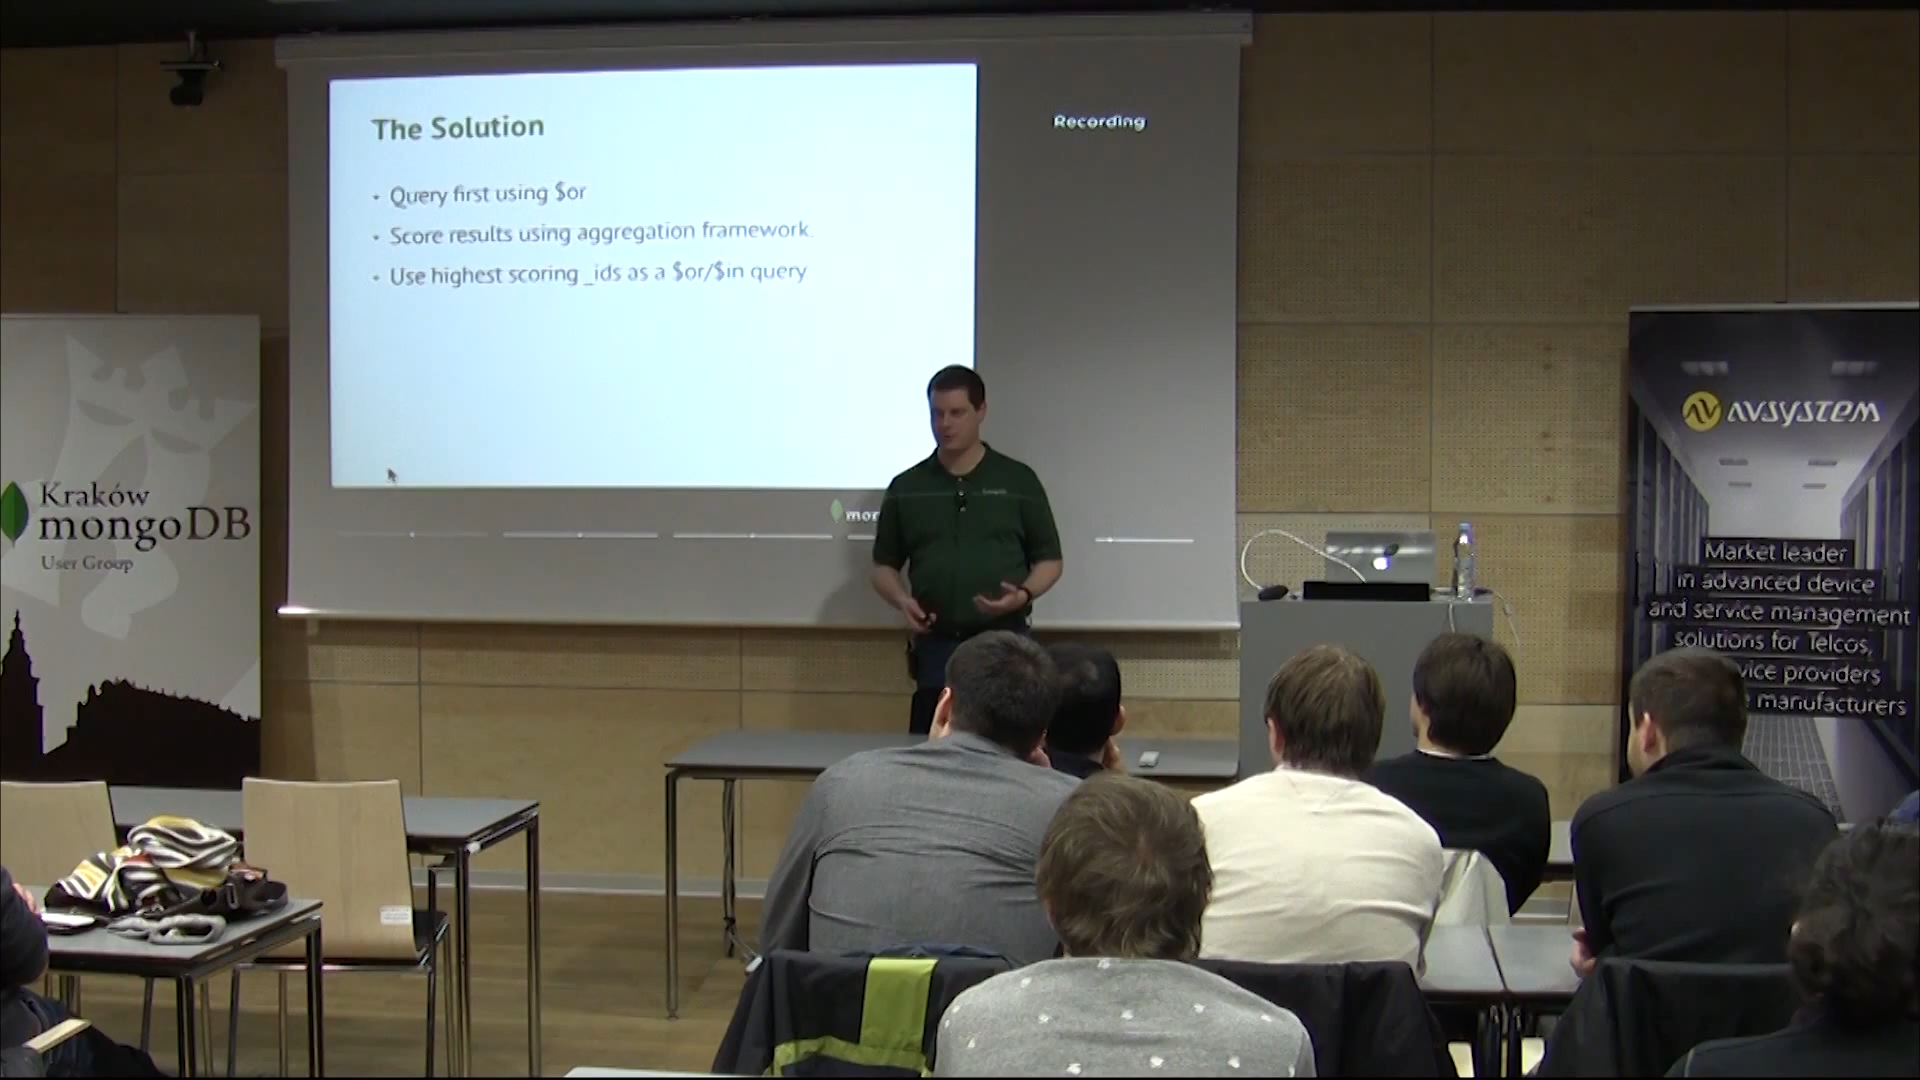 The Solution
• Query first using $or
• Score results using aggregation framework.
• Use highest scoring _ids as a $or/$in query
Recording
Kraków
mongoDB
User Group
AVSYSTEM
Market leader
in advanced device
and service management
solutions for Telcos,
providers
manufacturers